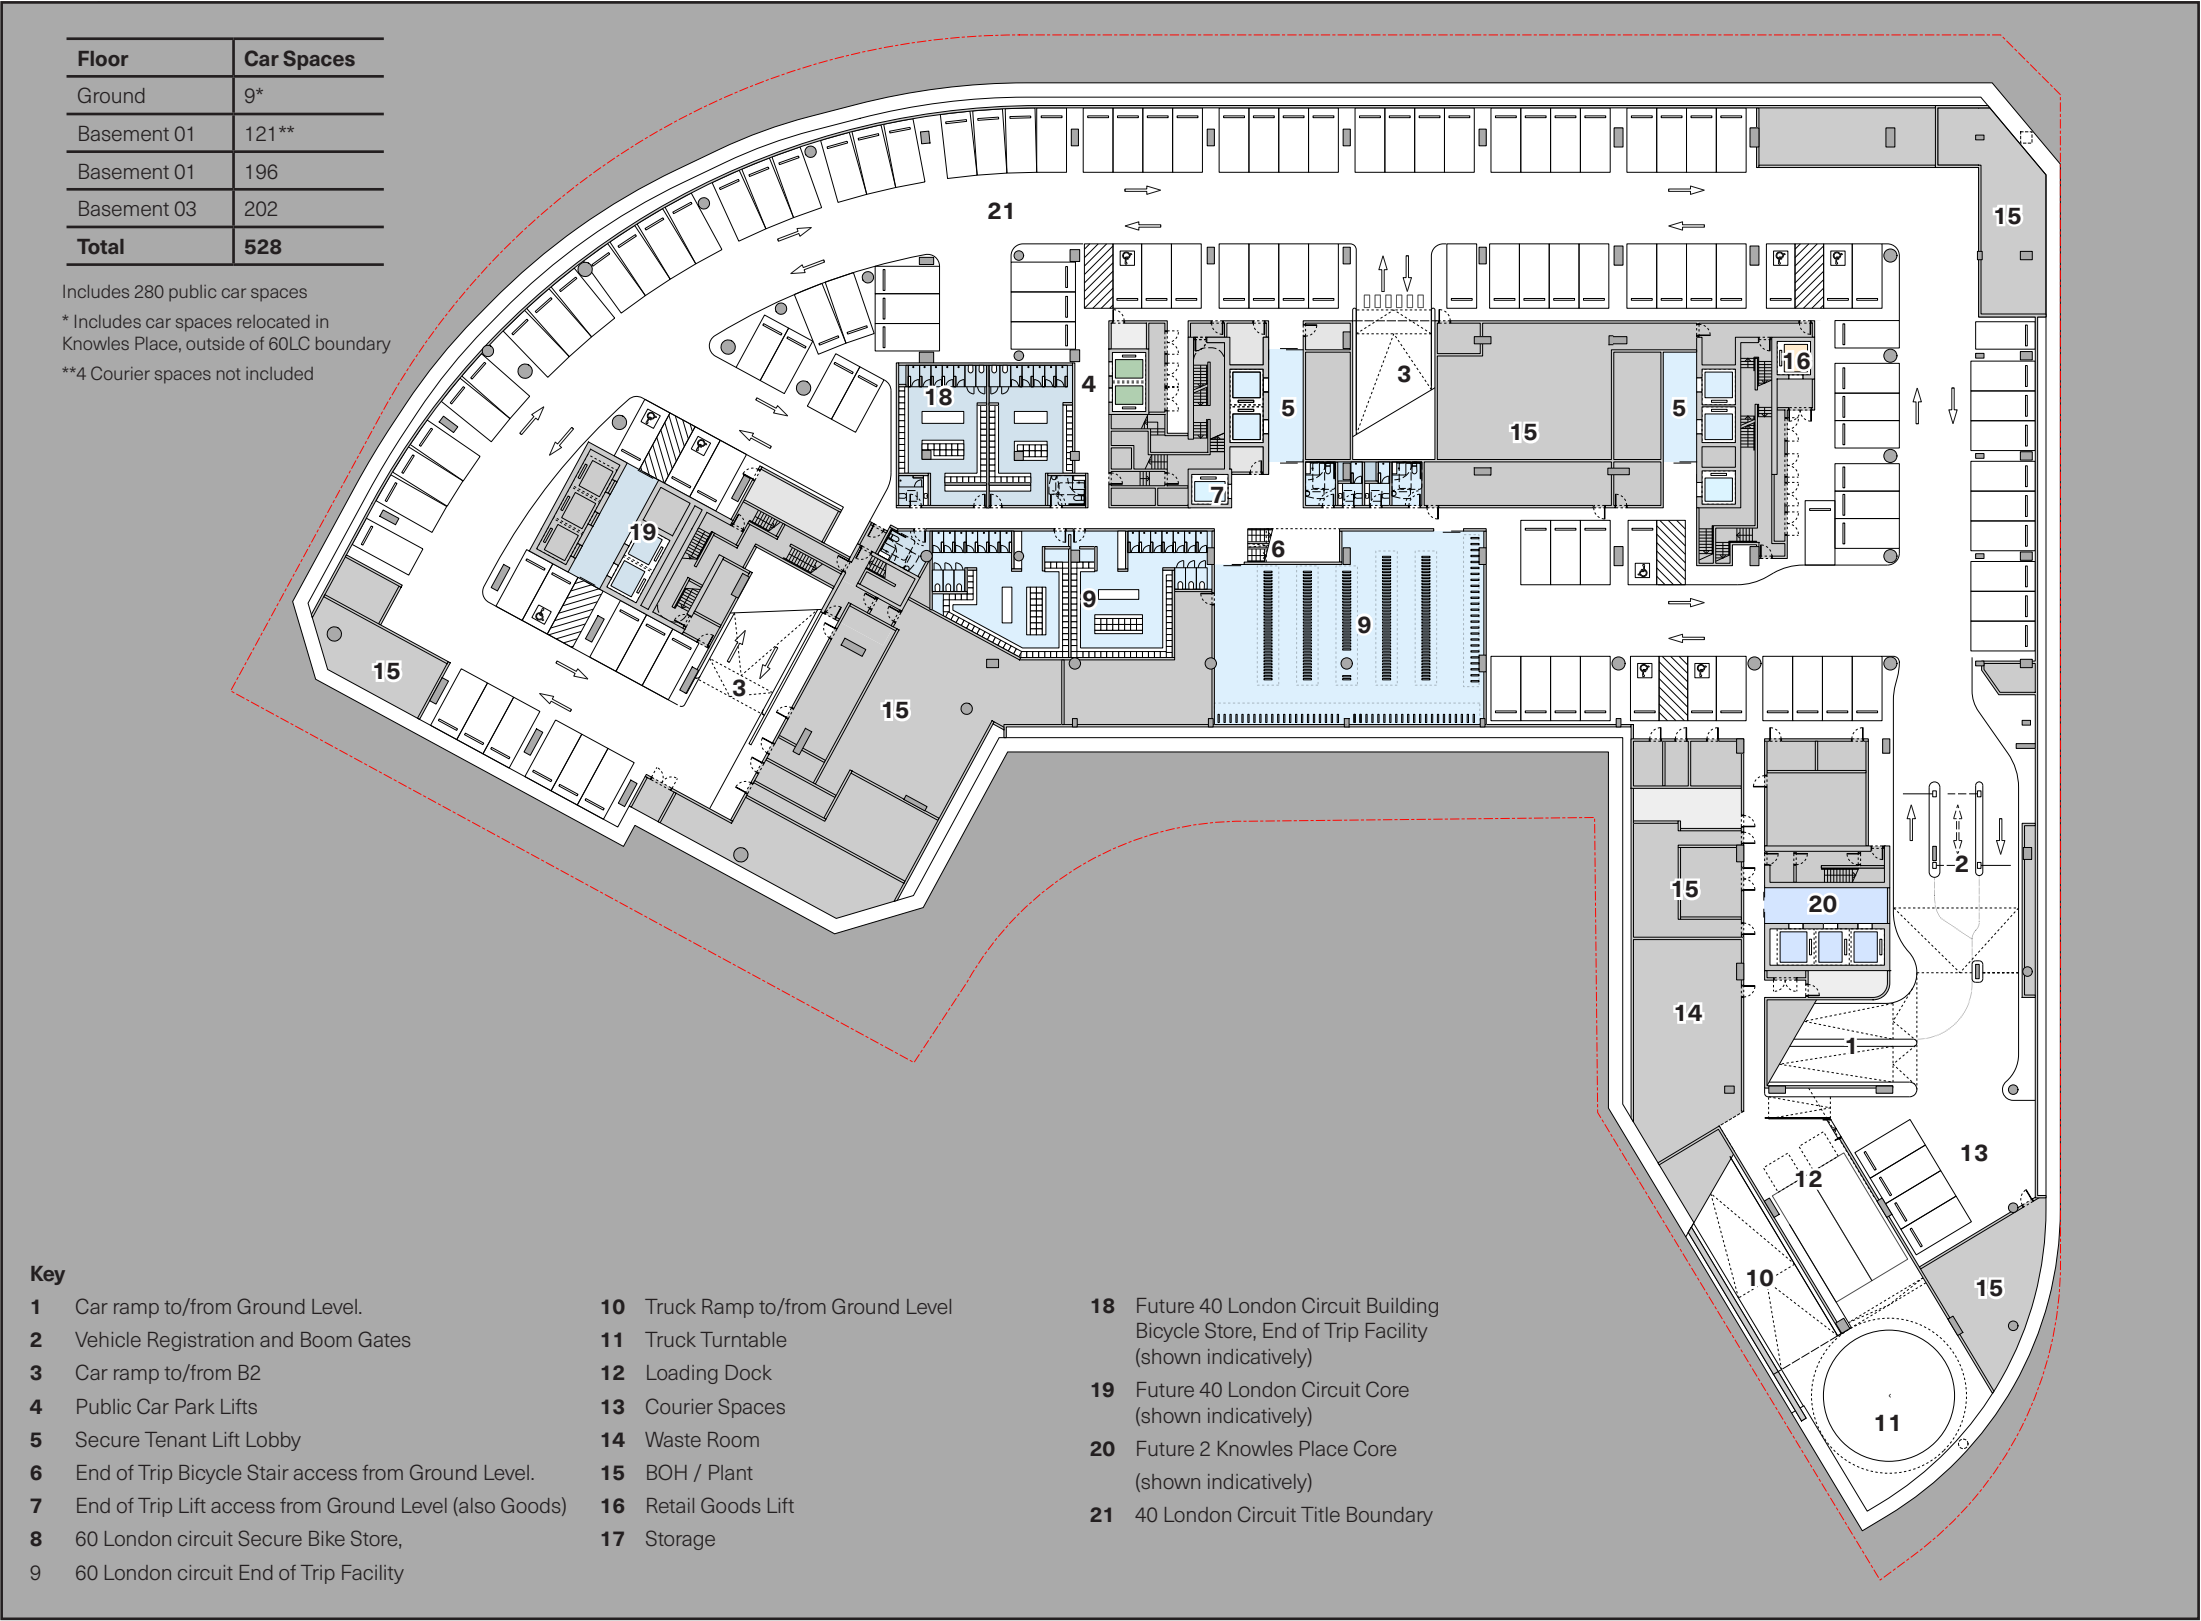 Floor Car Spaces
Ground 9*
Basement 01 121**
Basement 01 196
Basement 03 202
Total 528
Includes 280 public car spaces
* Includes car spaces relocated in
Knowles Place, outside of 60LC boundary
**4 Courier spaces not included
21
15
16
3
4
18
5
5
15
7
19
6
9
9
15
3
15
2
15
20
14
1
13
12
10
15
11
Key
1 Car ramp to/from Ground Level.
2 Vehicle Registration and Boom Gates
3 Car ramp to/from B2
4 Public Car Park Lifts
5 Secure Tenant Lift Lobby
6 End of Trip Bicycle Stair access from Ground Level.
7 End of Trip Lift access from Ground Level (also Goods)
8 60 London circuit Secure Bike Store,
9 60 London circuit End of Trip Facility
10 Truck Ramp to/from Ground Level
11 Truck Turntable
12 Loading Dock
13 Courier Spaces
14 Waste Room
15 BOH / Plant
16 Retail Goods Lift
17 Storage
18 Future 40 London Circuit Building
Bicycle Store, End of Trip Facility
(shown indicatively)
19 Future 40 London Circuit Core
(shown indicatively)
20 Future 2 Knowles Place Core
(shown indicatively)
21 40 London Circuit Title Boundary